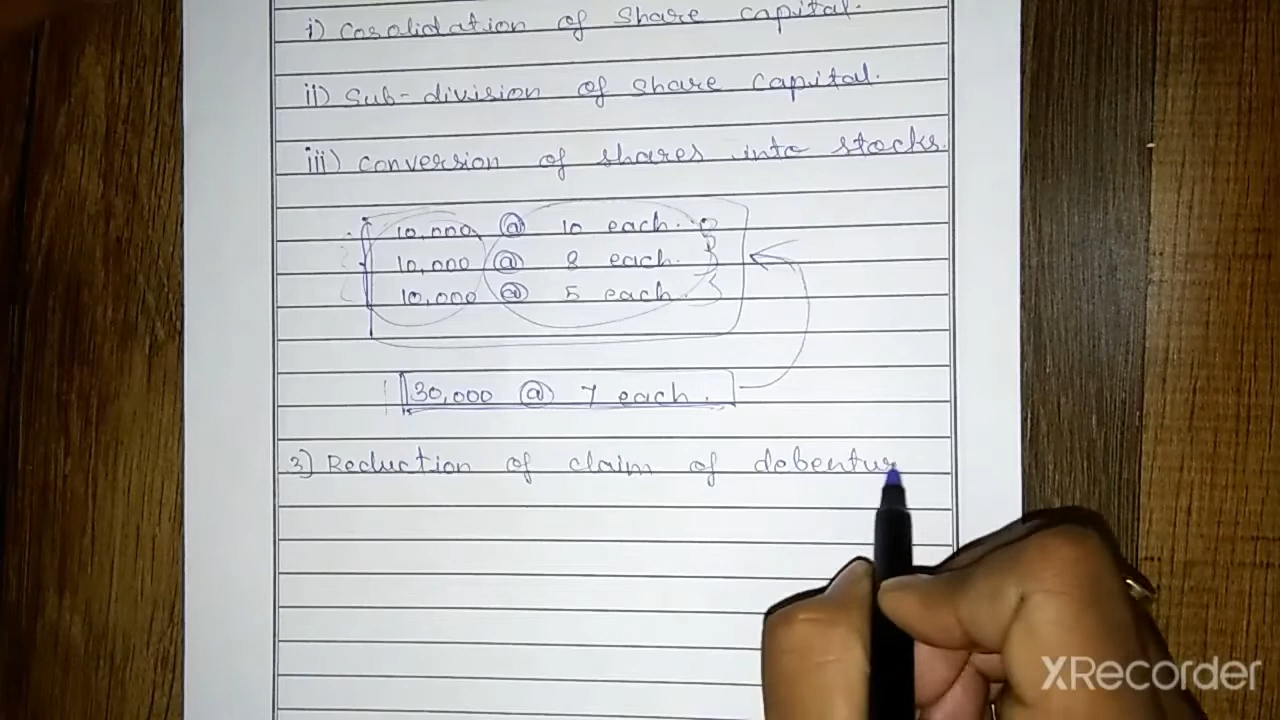 i) Cosolidation of share capital.
ii) Sub-division of share capital.
iii) Conversion of shares into stocks.
10,000 @ 10 each.
10,000 @ 8 each.
10,000 @ 5 each.
30,000 @ 7 each.
3) Reduction of claim of debentur
XRecorder